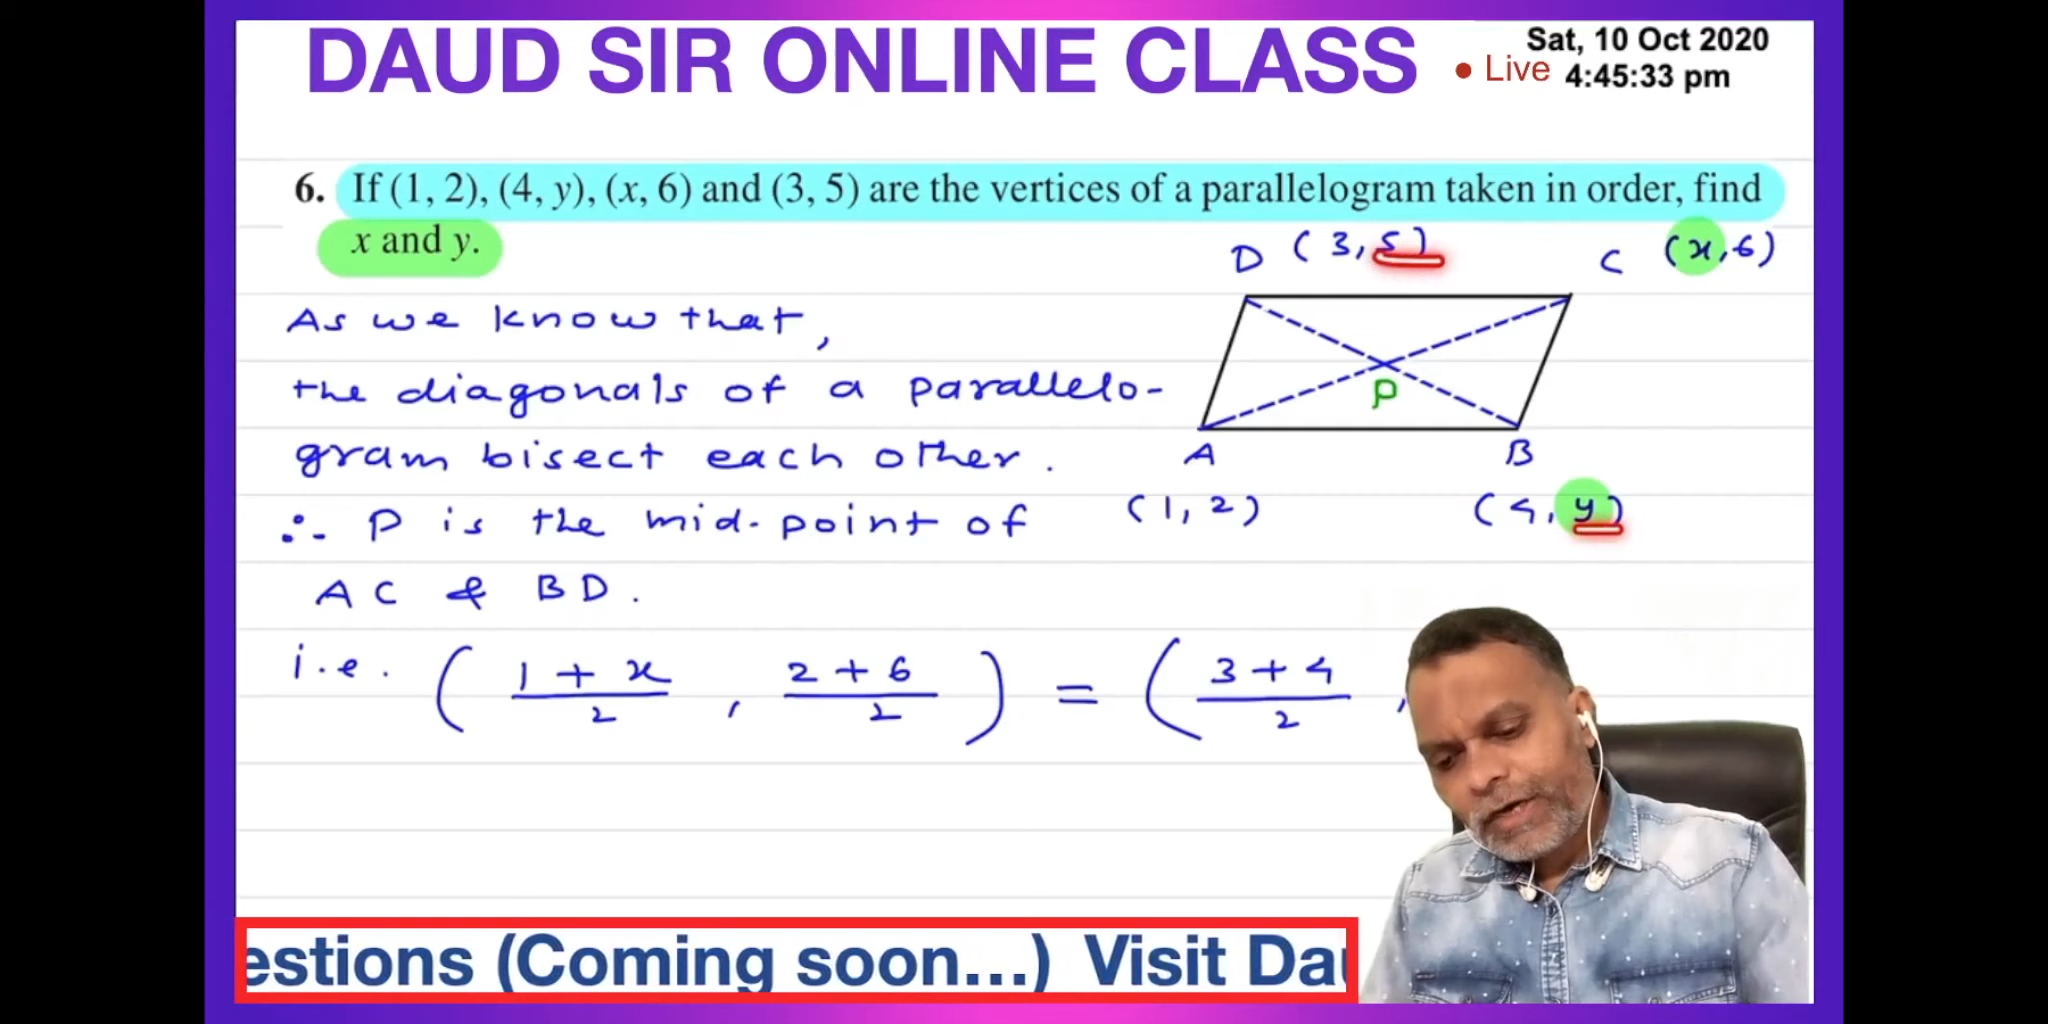 DAUD SIR ONLINE CLASS
Sat, 10 Oct 2020
• Live 4:45:33 pm
6. If (1, 2), (4, y), (x, 6) and (3, 5) are the vertices of a parallelogram taken in order, find
x and y.
D (3, 5) C (x, 6)
As we know that,
the diagonals of a parallelo-
P
gram bisect each other.
A B
(1, 2) (4, y)
∴ P is the mid-point of
AC & BD.
i.e. ( 1 + x / 2 , 2 + 6 / 2 ) = ( 3 + 4 / 2 ,
estions (Coming soon...) Visit Dau